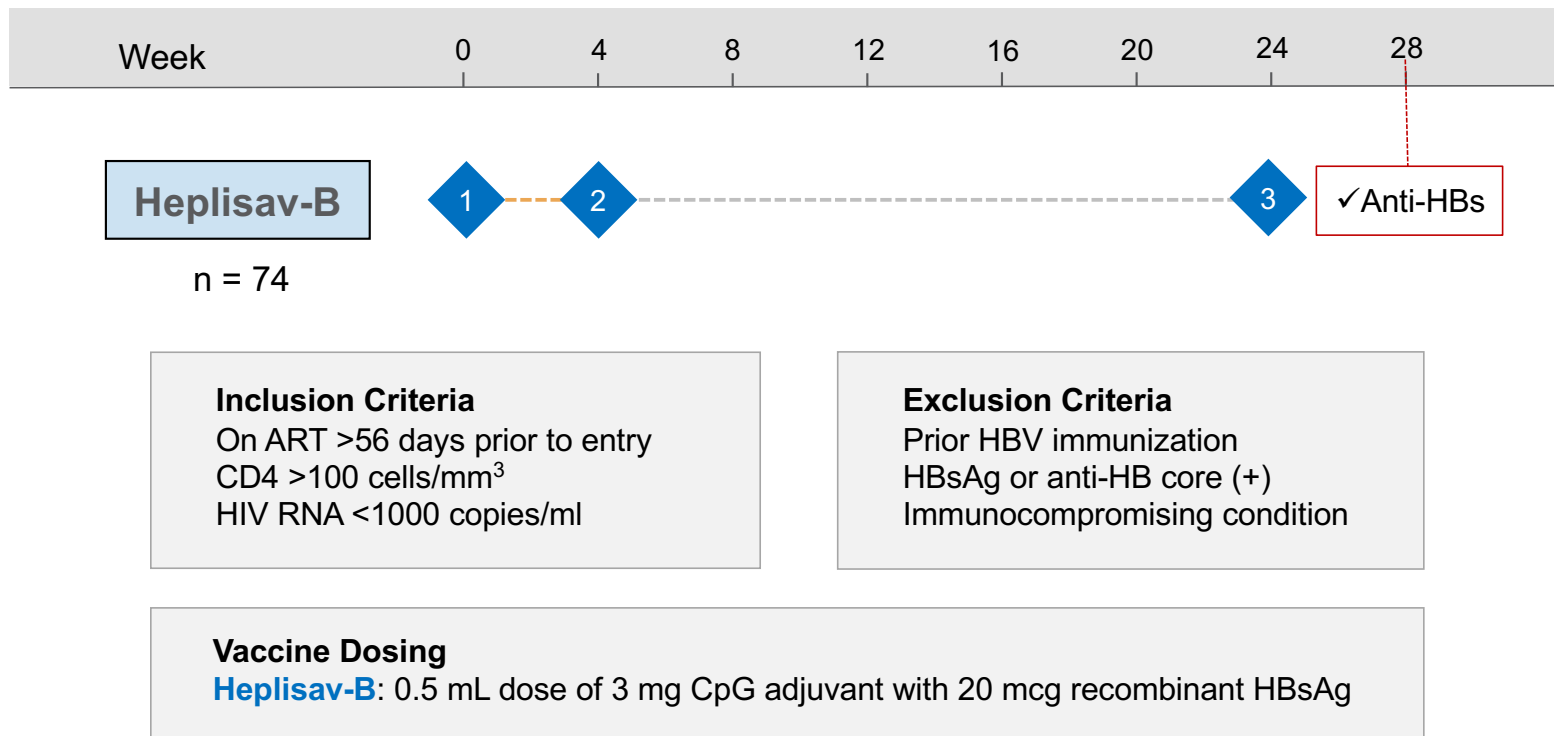 Week 0 4 8 12 16 20 24 28
Heplisav-B 1 2 3 ✓Anti-HBs
n = 74
Inclusion Criteria
On ART >56 days prior to entry
CD4 >100 cells/mm³
HIV RNA <1000 copies/ml
Exclusion Criteria
Prior HBV immunization
HBsAg or anti-HB core (+)
Immunocompromising condition
Vaccine Dosing
Heplisav-B: 0.5 mL dose of 3 mg CpG adjuvant with 20 mcg recombinant HBsAg